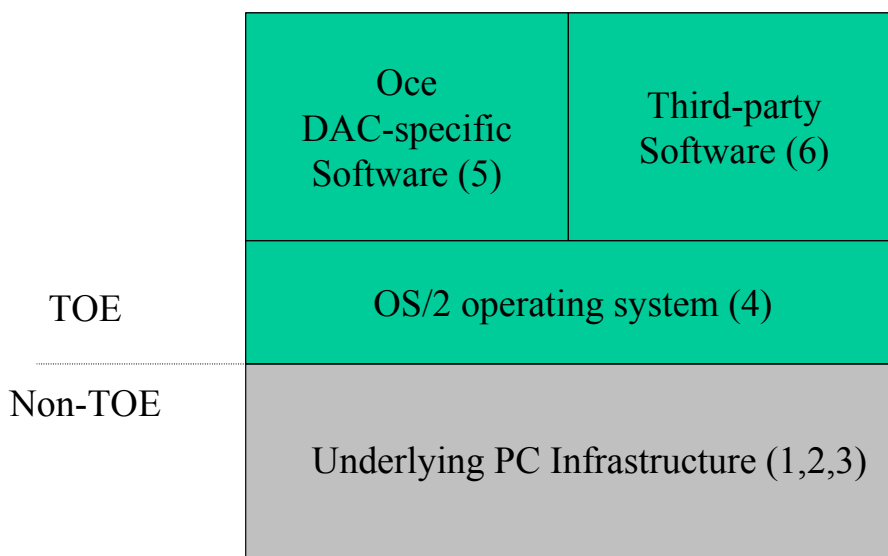 Oce
DAC-specific
Software (5)
Third-party
Software (6)
TOE
OS/2 operating system (4)
Non-TOE
Underlying PC Infrastructure (1,2,3)